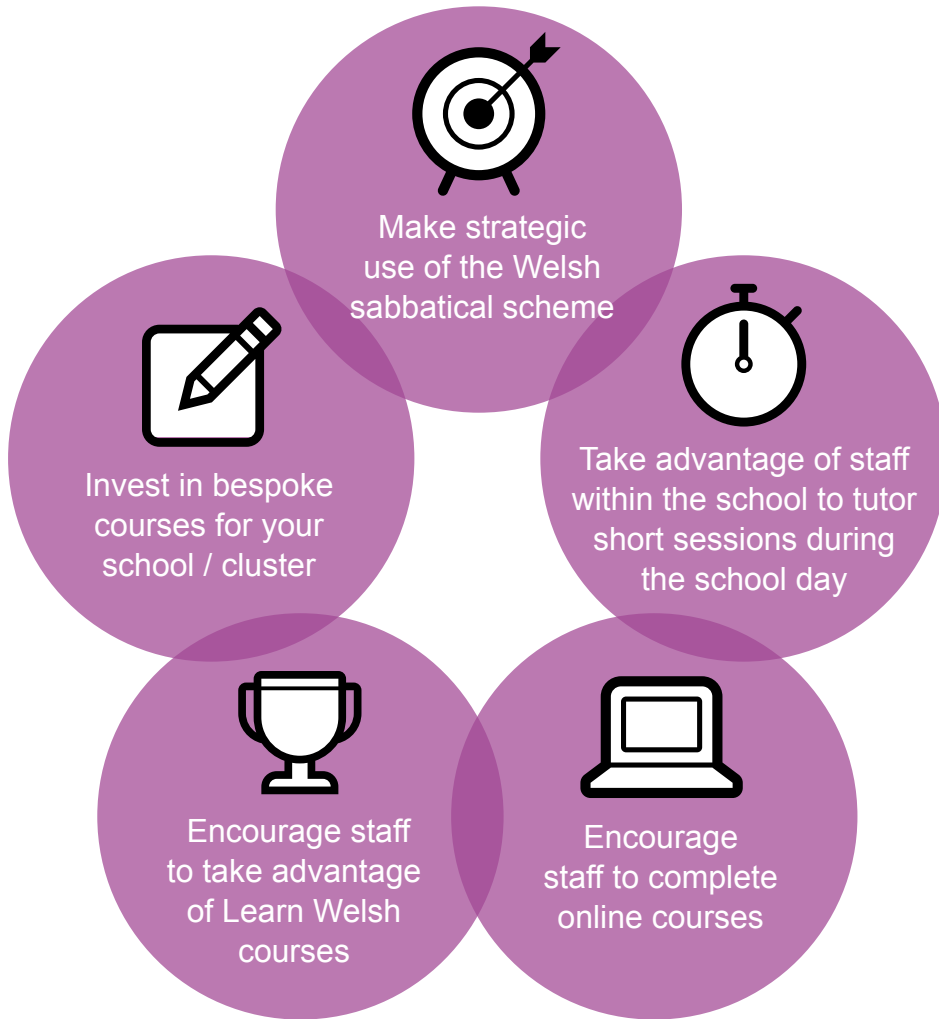 Make strategic
use of the Welsh
sabbatical scheme
Invest in bespoke
courses for your
school / cluster
Take advantage of staff
within the school to tutor
short sessions during
the school day
Encourage staff
to take advantage
of Learn Welsh
courses
Encourage
staff to complete
online courses